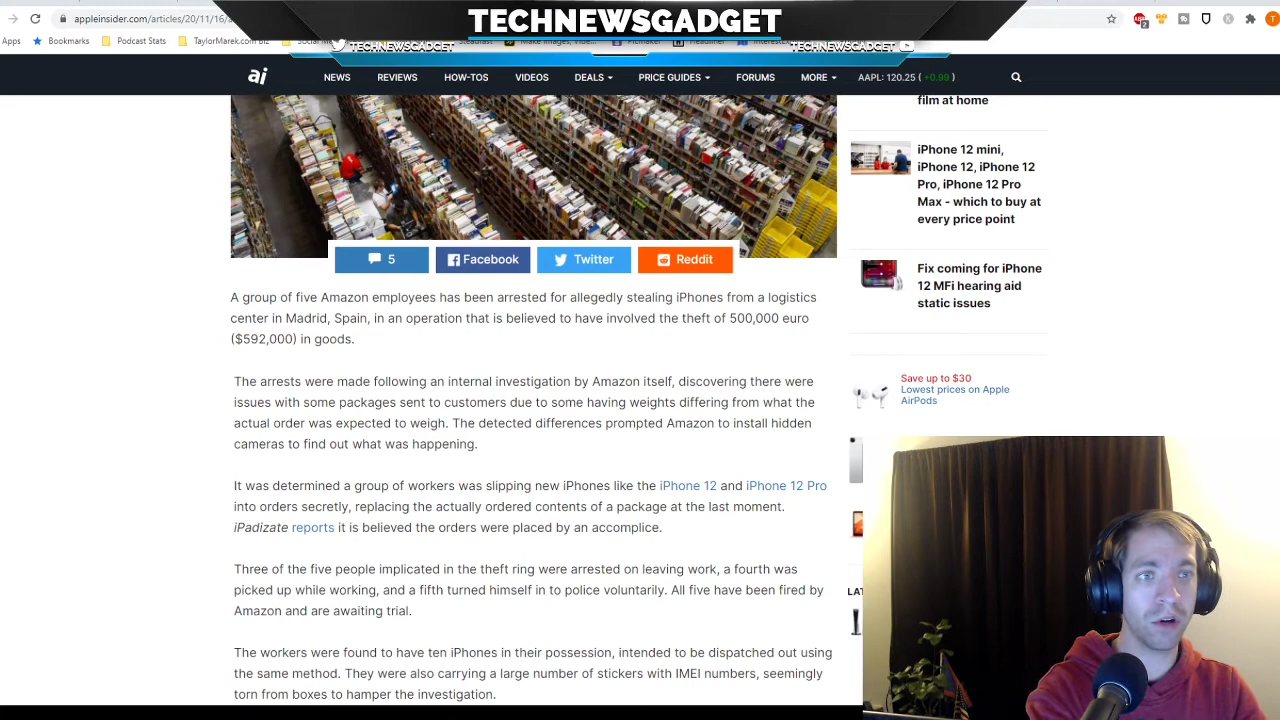 TECHNEWSGADGET
appleinsider.com/articles/20/11/16/a
Apps
Bookmarks
Podcast Stats
TaylorMarek.com Biz
TECHNEWSGADGET
TECHNEWSGADGET
ai
NEWS
REVIEWS
HOW-TOS
VIDEOS
DEALS
PRICE GUIDES
FORUMS
MORE
AAPL: 120.25 ( +0.99 )
film at home
iPhone 12 mini,
iPhone 12, iPhone 12
Pro, iPhone 12 Pro
Max - which to buy at
every price point
5
Facebook
Twitter
Reddit
Fix coming for iPhone
12 MFi hearing aid
static issues
Save up to $30
Lowest prices on Apple
AirPods
LAT
A group of five Amazon employees has been arrested for allegedly stealing iPhones from a logistics
center in Madrid, Spain, in an operation that is believed to have involved the theft of 500,000 euro
($592,000) in goods.
The arrests were made following an internal investigation by Amazon itself, discovering there were
issues with some packages sent to customers due to some having weights differing from what the
actual order was expected to weigh. The detected differences prompted Amazon to install hidden
cameras to find out what was happening.
It was determined a group of workers was slipping new iPhones like the iPhone 12 and iPhone 12 Pro
into orders secretly, replacing the actually ordered contents of a package at the last moment.
iPadizate reports it is believed the orders were placed by an accomplice.
Three of the five people implicated in the theft ring were arrested on leaving work, a fourth was
picked up while working, and a fifth turned himself in to police voluntarily. All five have been fired by
Amazon and are awaiting trial.
The workers were found to have ten iPhones in their possession, intended to be dispatched out using
the same method. They were also carrying a large number of stickers with IMEI numbers, seemingly
torn from boxes to hamper the investigation.